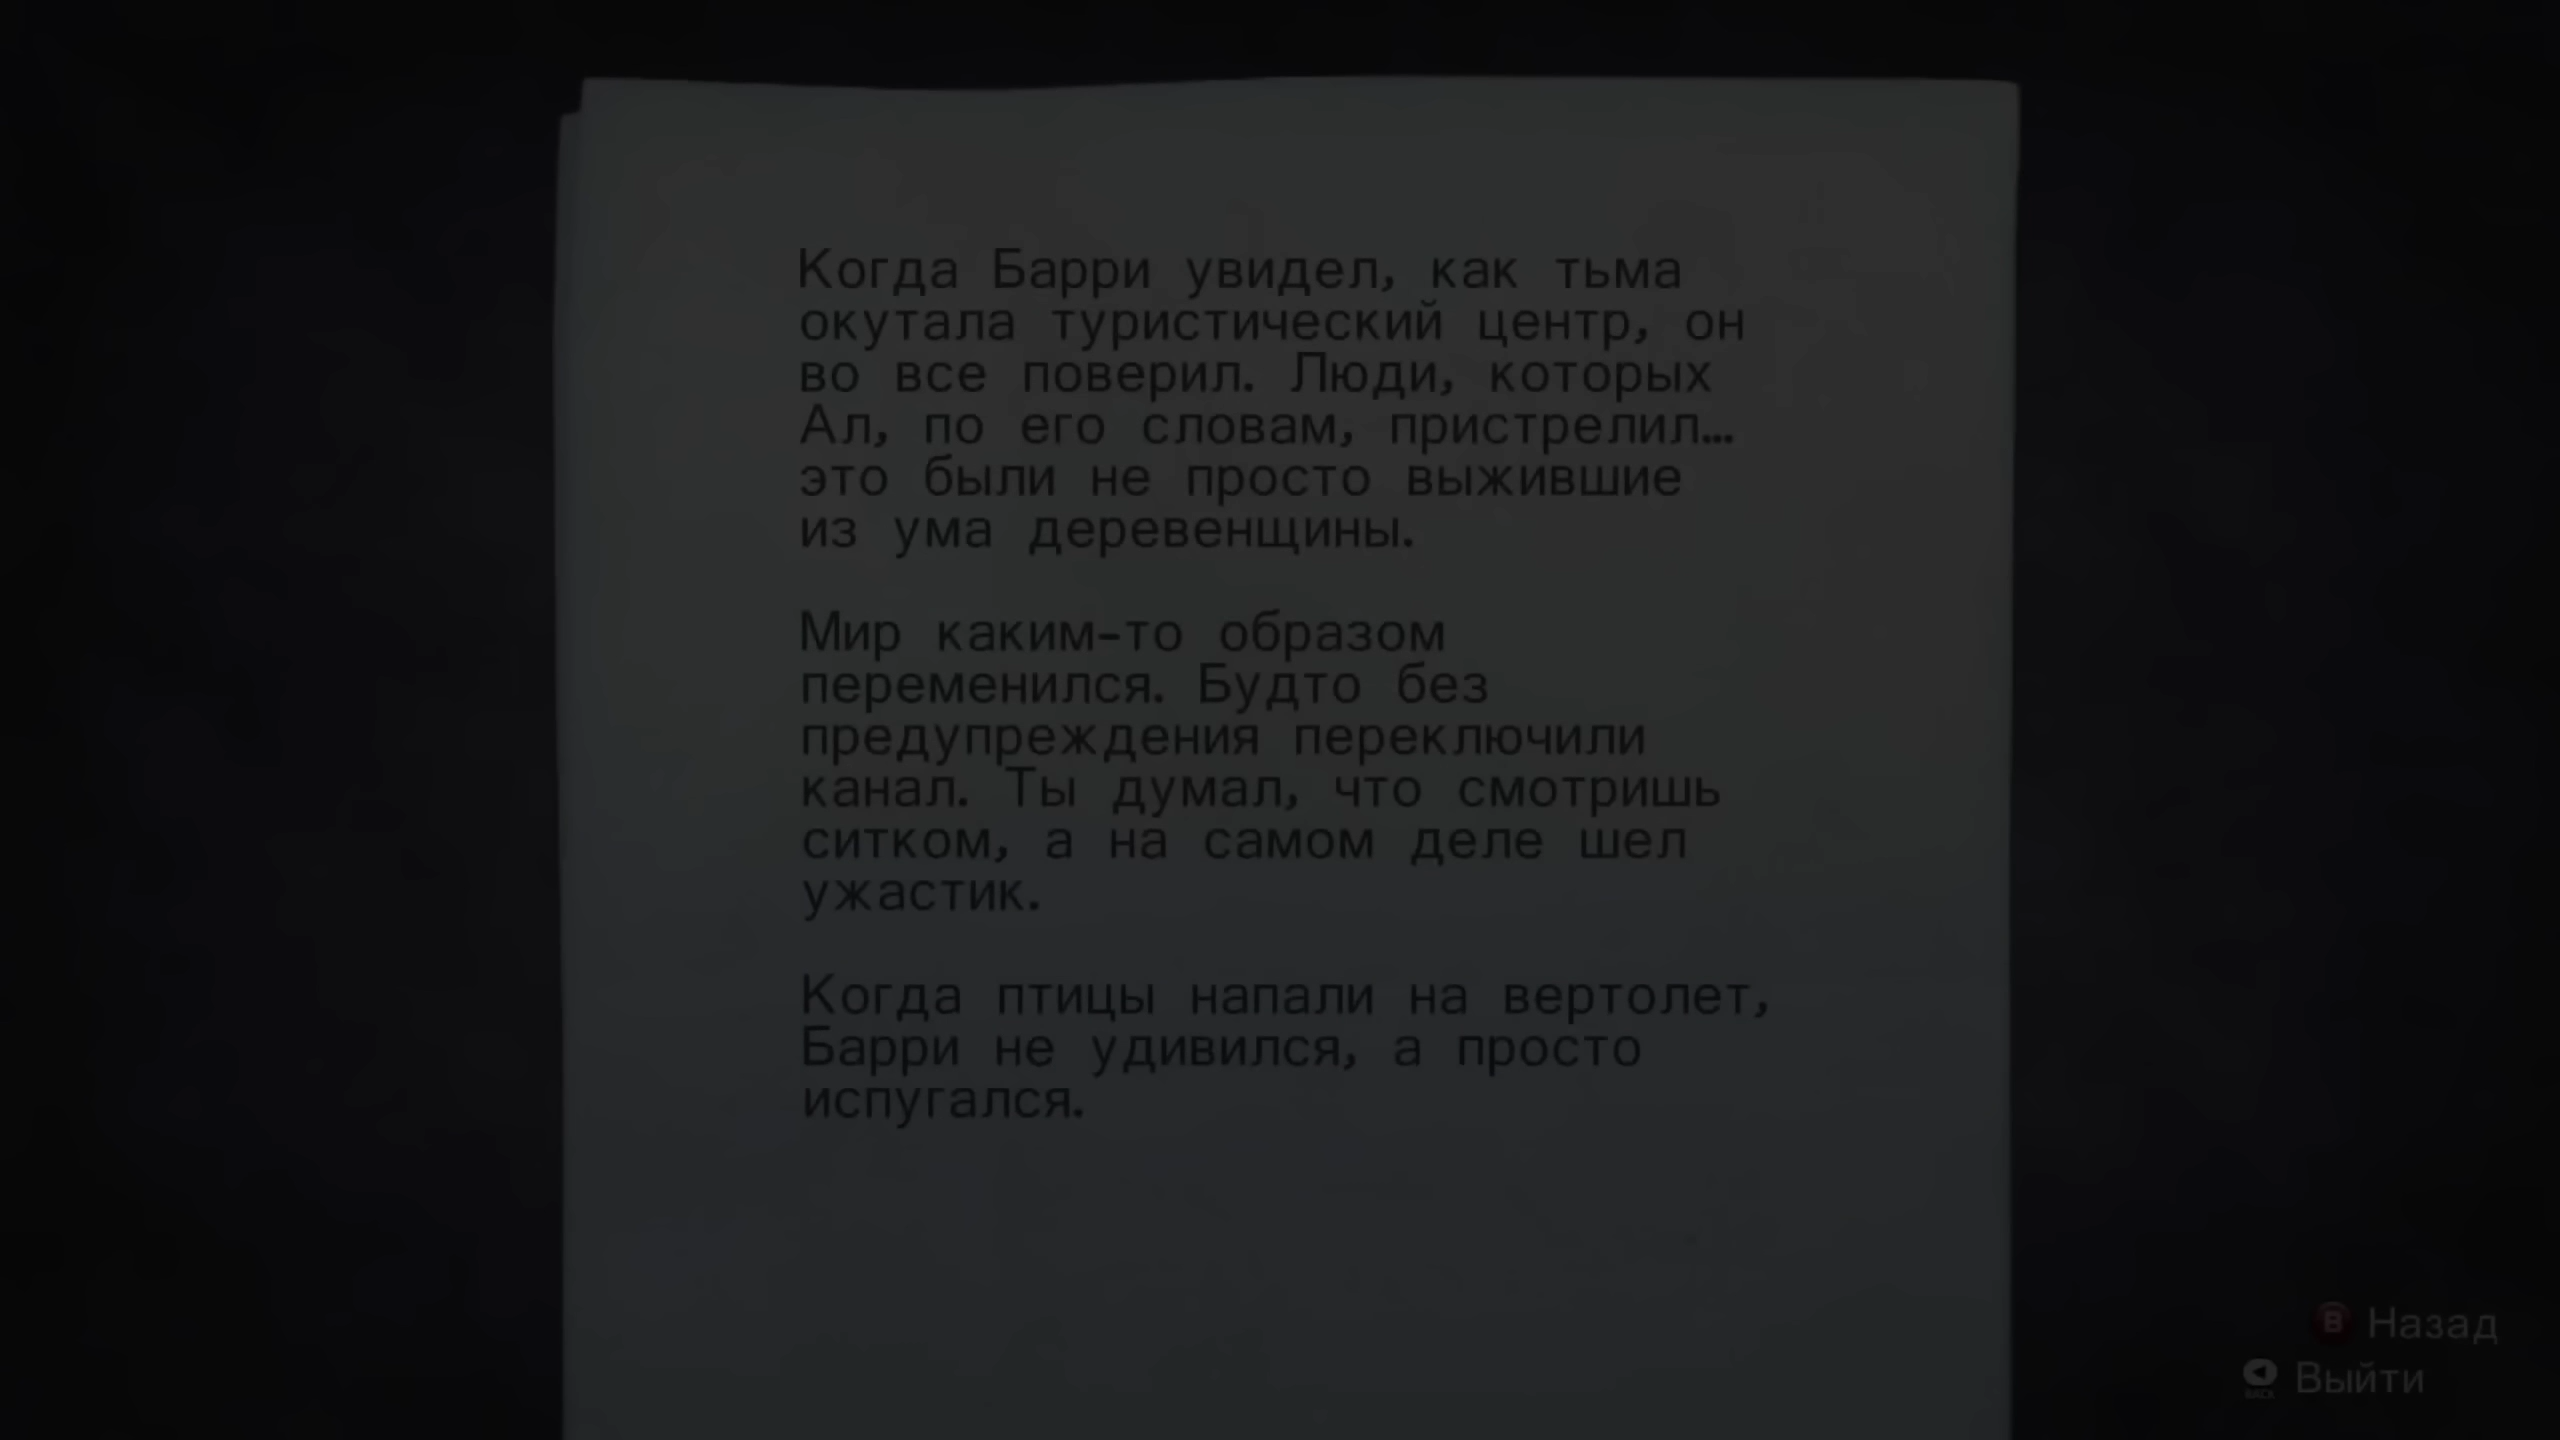 Когда Барри увидел, как тьма
окутала туристический центр, он
во все поверил. Люди, которых
Ал, по его словам, пристрелил…
это были не просто выжившие
из ума деревенщины.
Мир каким-то образом
переменился. Будто без
предупреждения переключили
канал. Ты думал, что смотришь
ситком, а на самом деле шел
ужастик.
Когда птицы напали на вертолет,
Барри не удивился, а просто
испугался.
B Назад
BACK Выйти